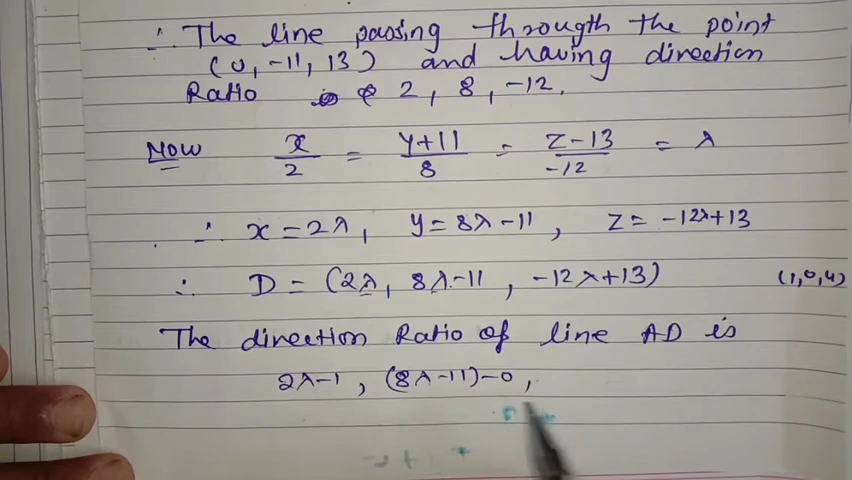 ∴ The line passing througth the point
(0, -11, 13) and having direction
Ratio 2, 8, -12.
Now x/2 = y+11/8 = z-13/-12 = λ
∴ x = 2λ, y = 8λ-11, z = -12λ+13
∴ D = (2λ, 8λ-11, -12λ+13) (1,0,4)
The direction Ratio of line AD is
2λ-1, (8λ-11)-0,